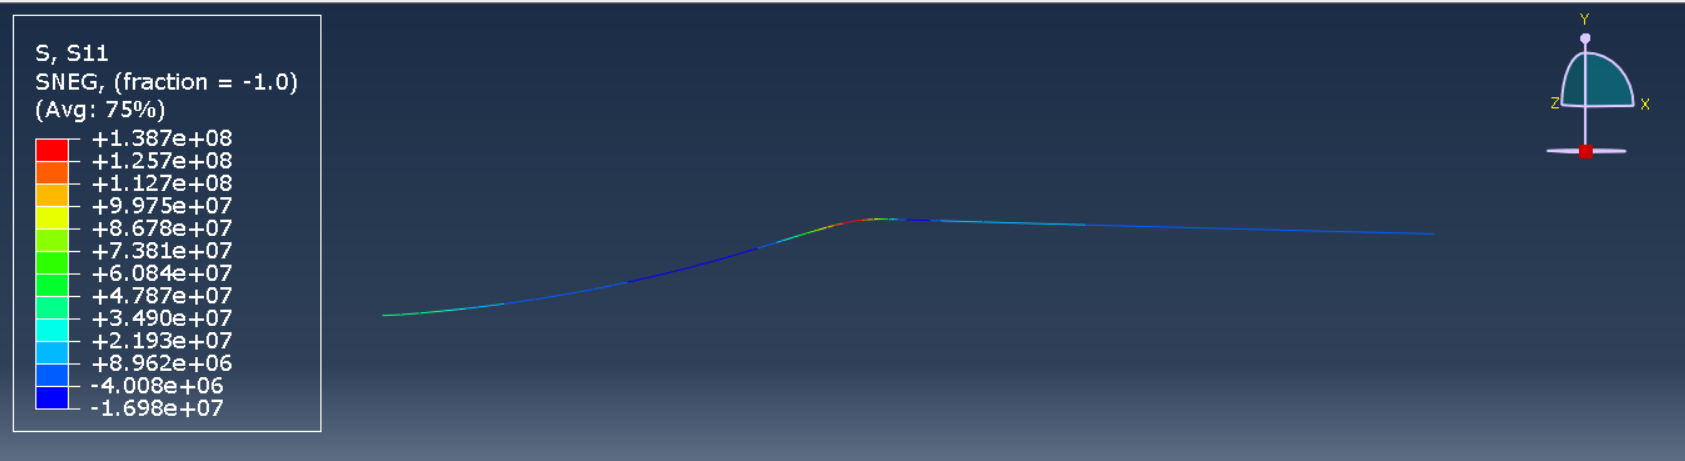 S, S11
SNEG, (fraction = -1.0)
(Avg: 75%)
+1.387e+08
+1.257e+08
+1.127e+08
+9.975e+07
+8.678e+07
+7.381e+07
+6.084e+07
+4.787e+07
+3.490e+07
+2.193e+07
+8.962e+06
-4.008e+06
-1.698e+07
Y
Z
X